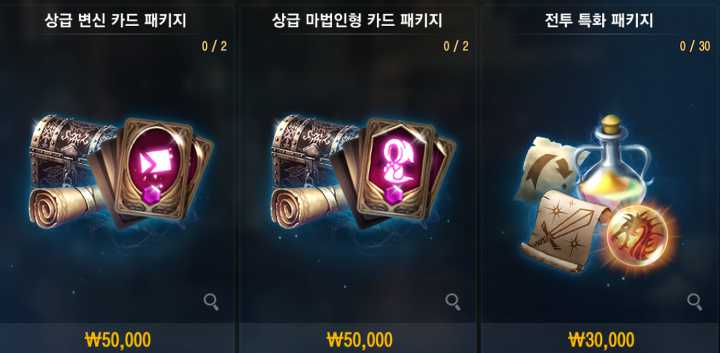 상급 변신 카드 패키지
0 / 2
상급 마법인형 카드 패키지
0 / 2
전투 특화 패키지
0 / 30
₩50,000
₩50,000
₩30,000